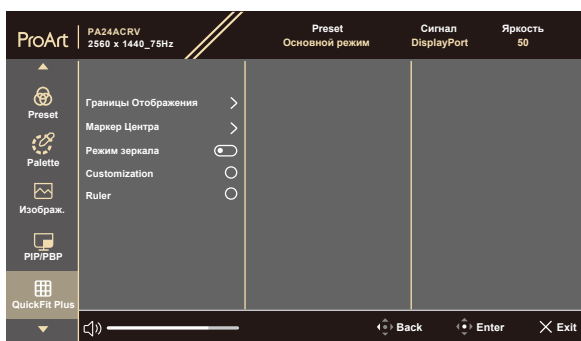 ProArt
PA24ACRV
2560 x 1440_75Hz
Preset
Основной режим
Сигнал
DisplayPort
Яркость
50
Preset
Palette
Изображ.
PIP/PBP
QuickFit Plus
Границы Отображения
Маркер Центра
Режим зеркала
Customization
Ruler
Back
Enter
Exit